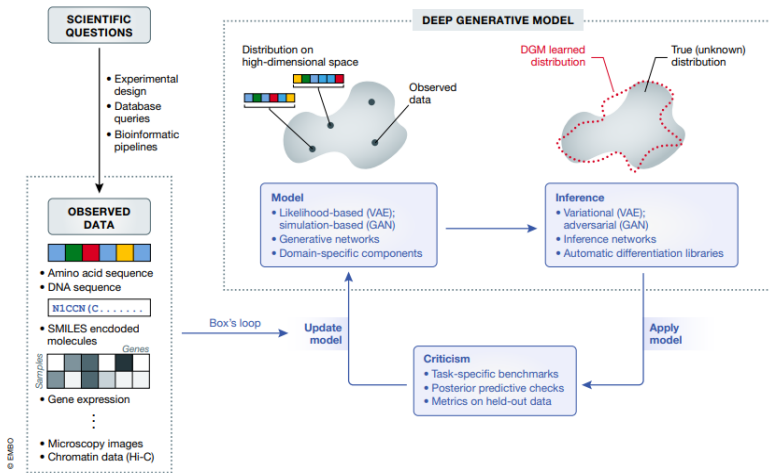 SCIENTIFIC
QUESTIONS
• Experimental
design
• Database
queries
• Bioinformatic
pipelines
OBSERVED
DATA
• Amino acid sequence
• DNA sequence
N1CCN(C.......
• SMILES encdoded
molecules
Genes
Samples
• Gene expression
• Microscopy images
• Chromatin data (Hi-C)
© EMBO
DEEP GENERATIVE MODEL
Distribution on
high-dimensional space
Observed
data
DGM learned
distribution
True (unknown)
distribution
Model
• Likelihood-based (VAE);
simulation-based (GAN)
• Generative networks
• Domain-specific components
Inference
• Variational (VAE);
adversarial (GAN)
• Inference networks
• Automatic differentiation libraries
Box's loop
Update
model
Apply
model
Criticism
• Task-specific benchmarks
• Posterior predictive checks
• Metrics on held-out data